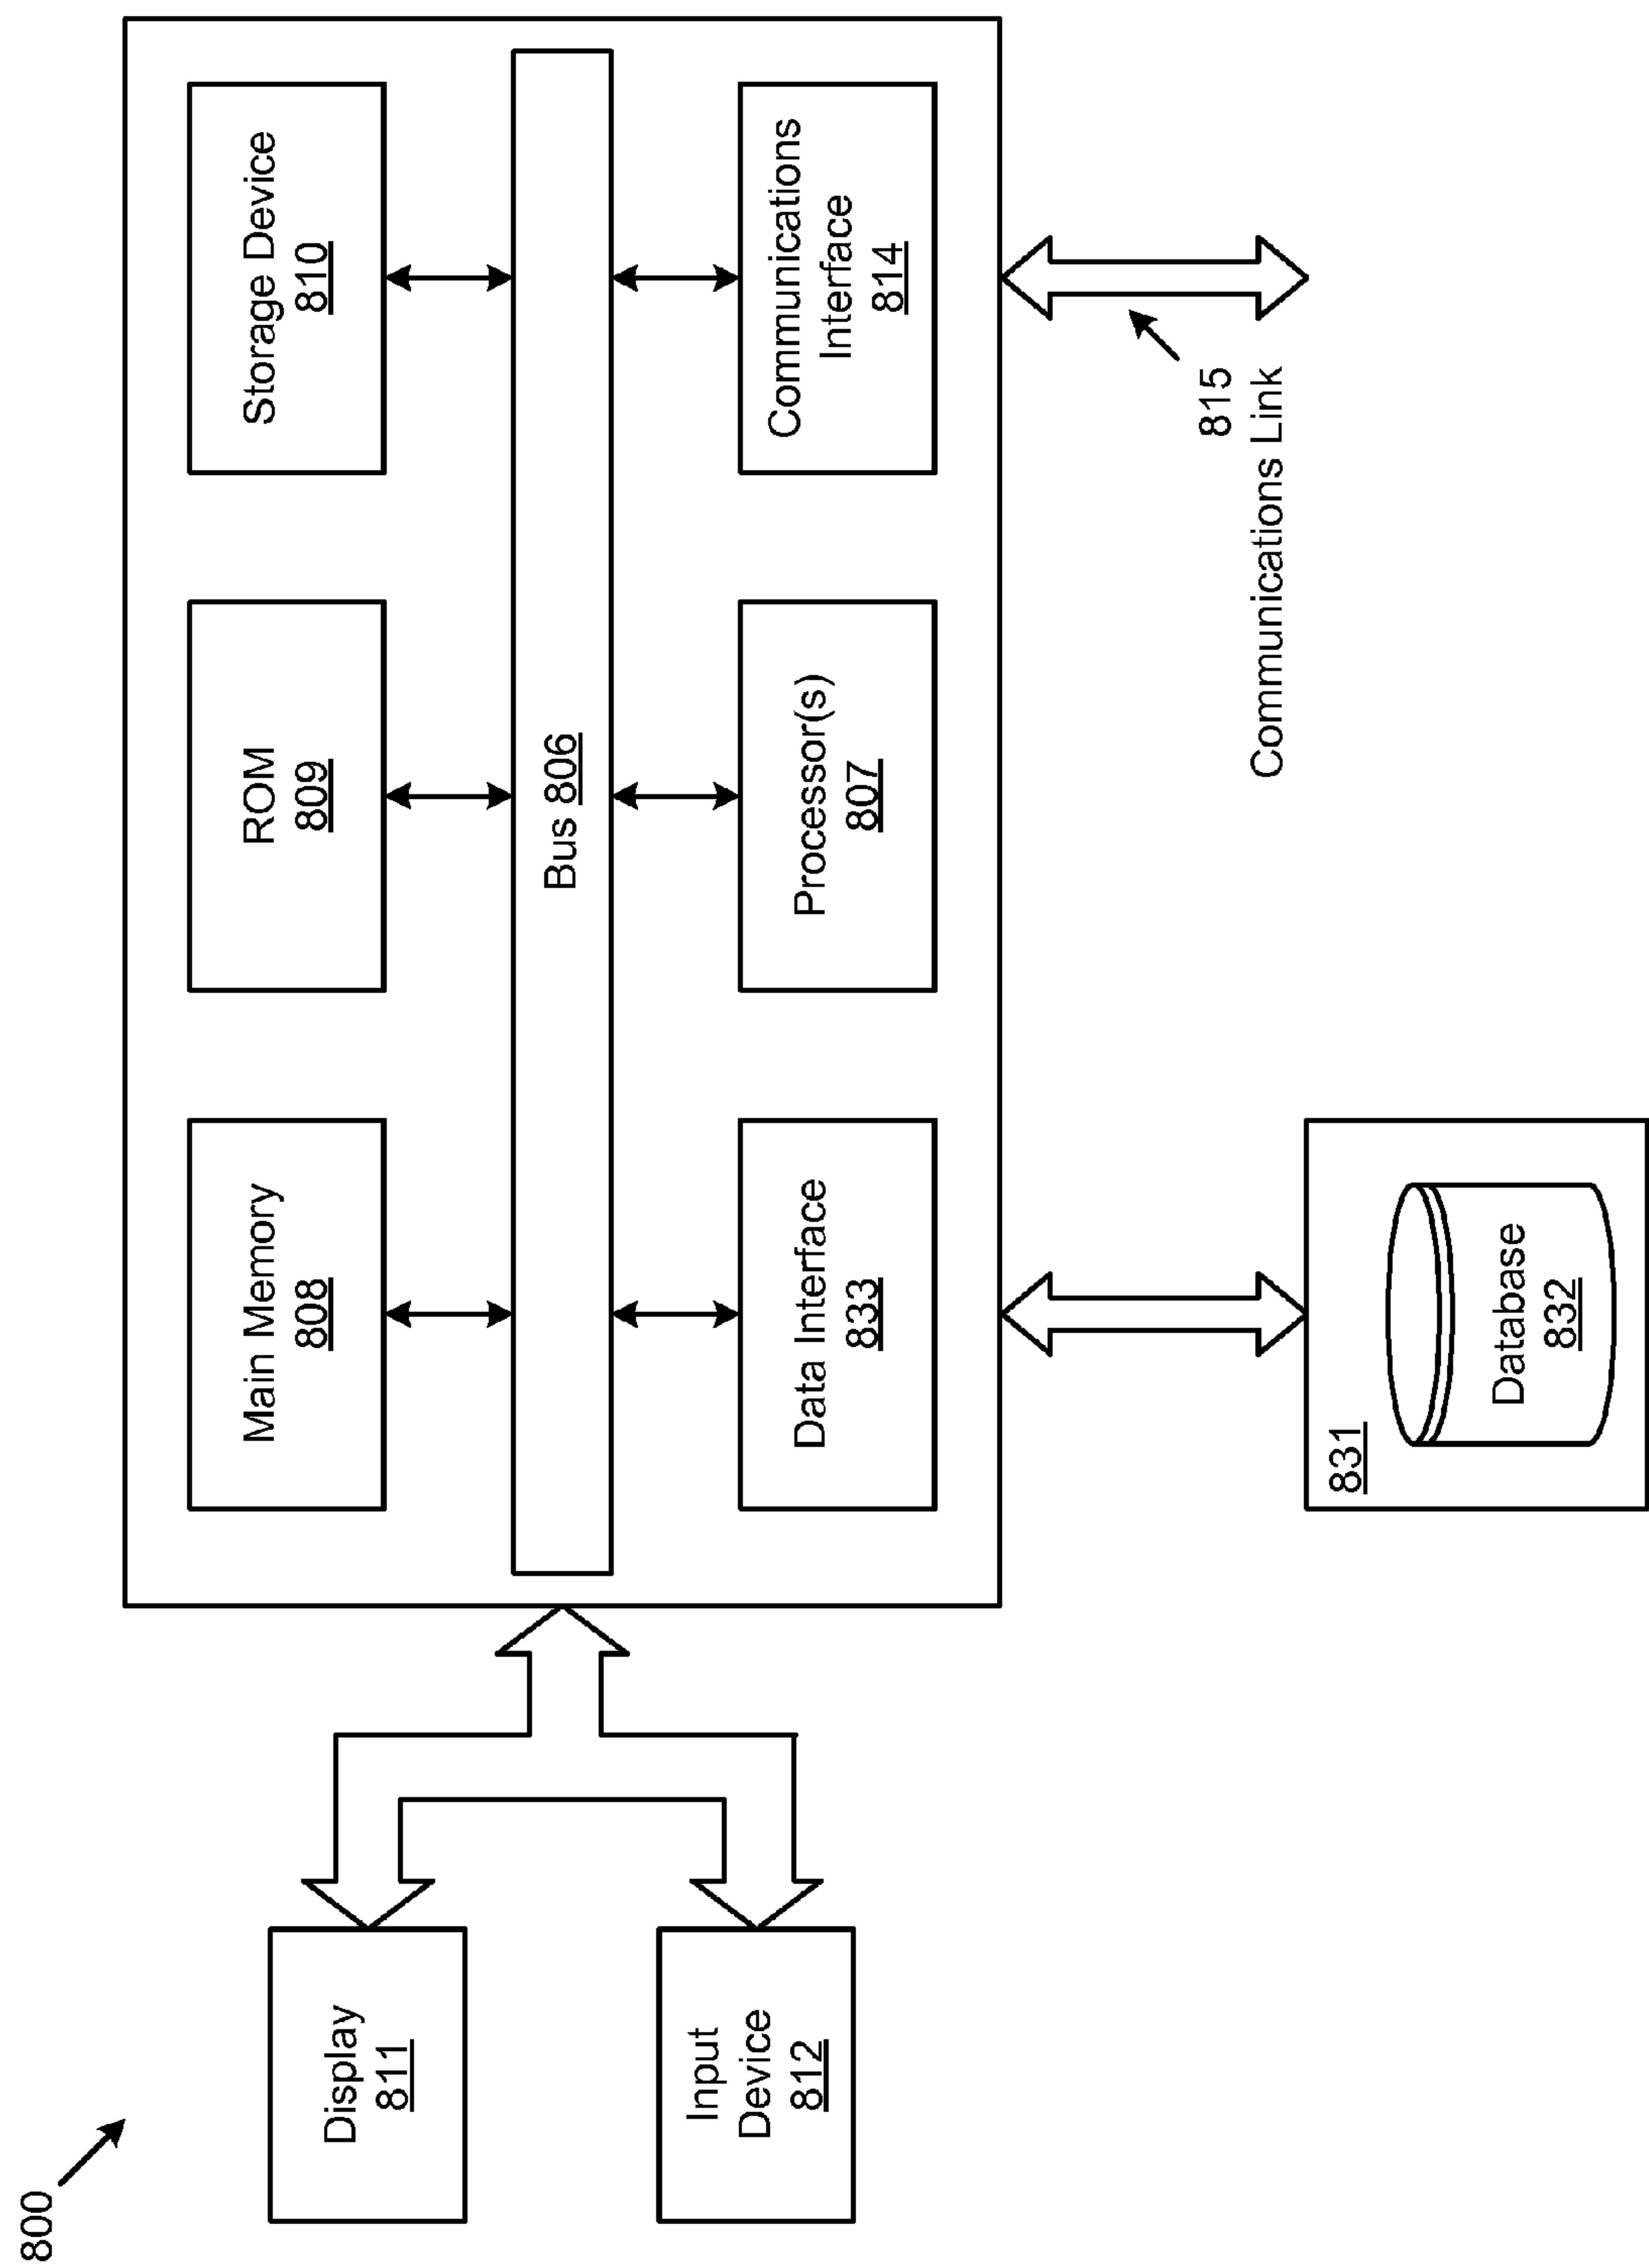 800
Display
811
Input
Device
812
Main Memory
808
ROM
809
Storage Device
810
Bus 806
Data Interface
833
Processor(s)
807
Communications
Interface
814
815
Communications Link
831
Database
832